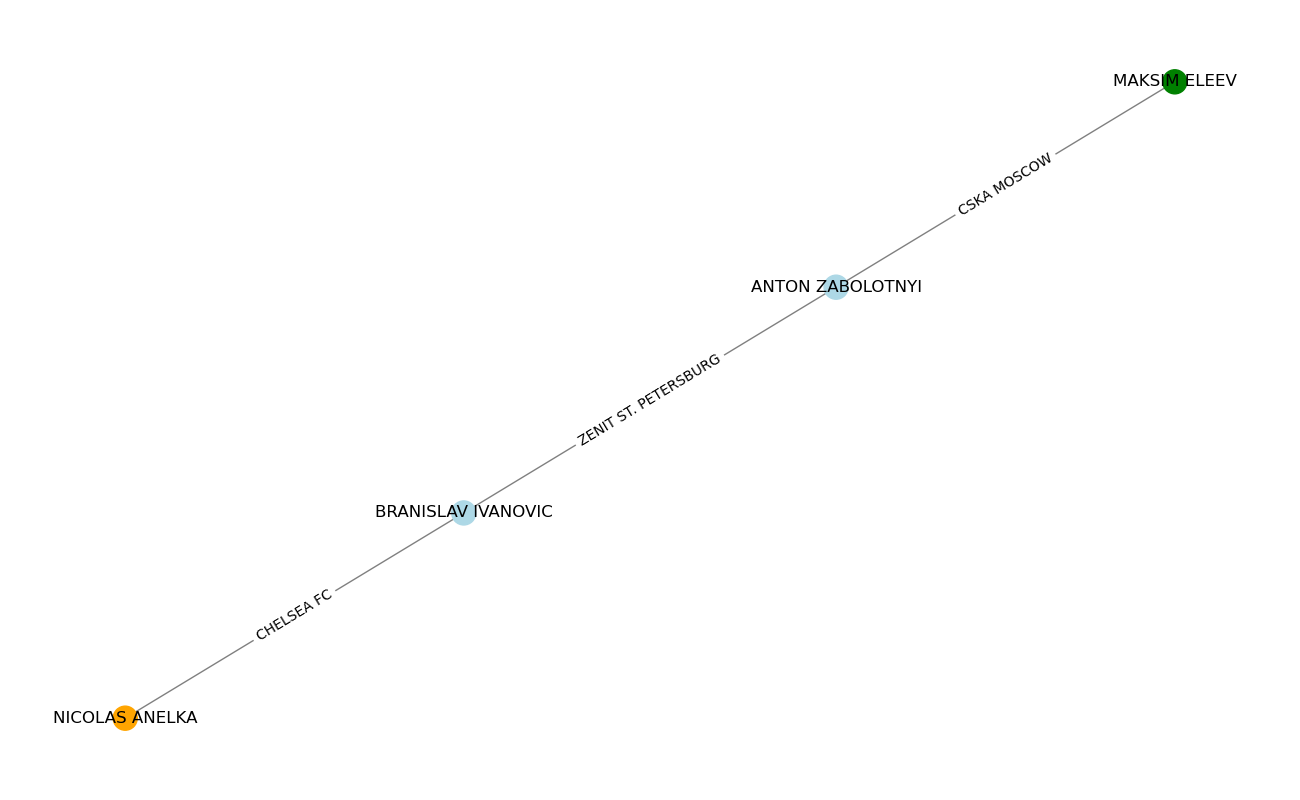 MAKSIM ELEEV
CSKA MOSCOW
ANTON ZABOLOTNYI
ZENIT ST. PETERSBURG
BRANISLAV IVANOVIC
CHELSEA FC
NICOLAS ANELKA